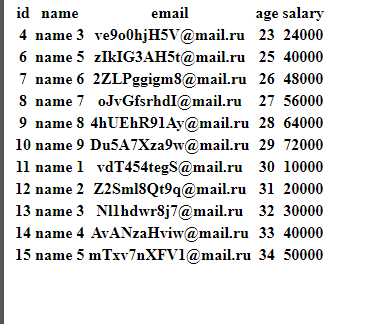 id name email age salary
4 name 3 ve9o0hjH5V@mail.ru 23 24000
6 name 5 zIkIG3AH5t@mail.ru 25 40000
7 name 6 2ZLPggigm8@mail.ru 26 48000
8 name 7 oJvGfsrhdI@mail.ru 27 56000
9 name 8 4hUEhR91Ay@mail.ru 28 64000
10 name 9 Du5A7Xza9w@mail.ru 29 72000
11 name 1 vdT454tegS@mail.ru 30 10000
12 name 2 Z2Sml8Qt9q@mail.ru 31 20000
13 name 3 Nl1hdwr8j7@mail.ru 32 30000
14 name 4 AvANzaHviw@mail.ru 33 40000
15 name 5 mTxv7nXFV1@mail.ru 34 50000